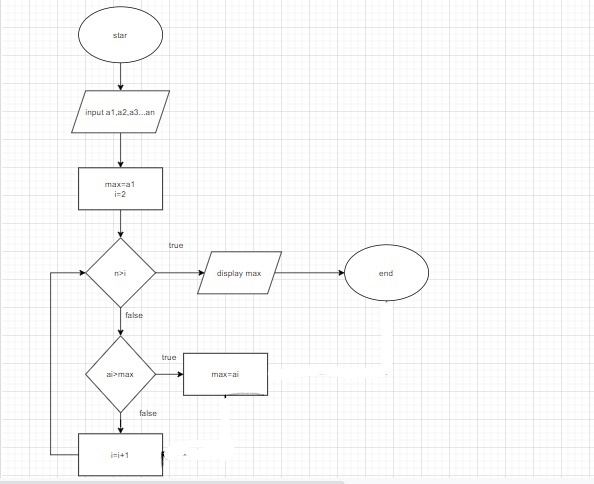 star
input a1,a2,a3...an
max=a1
i=2
true
n>i
display max
end
false
true
ai>max
max=ai
false
i=i+1